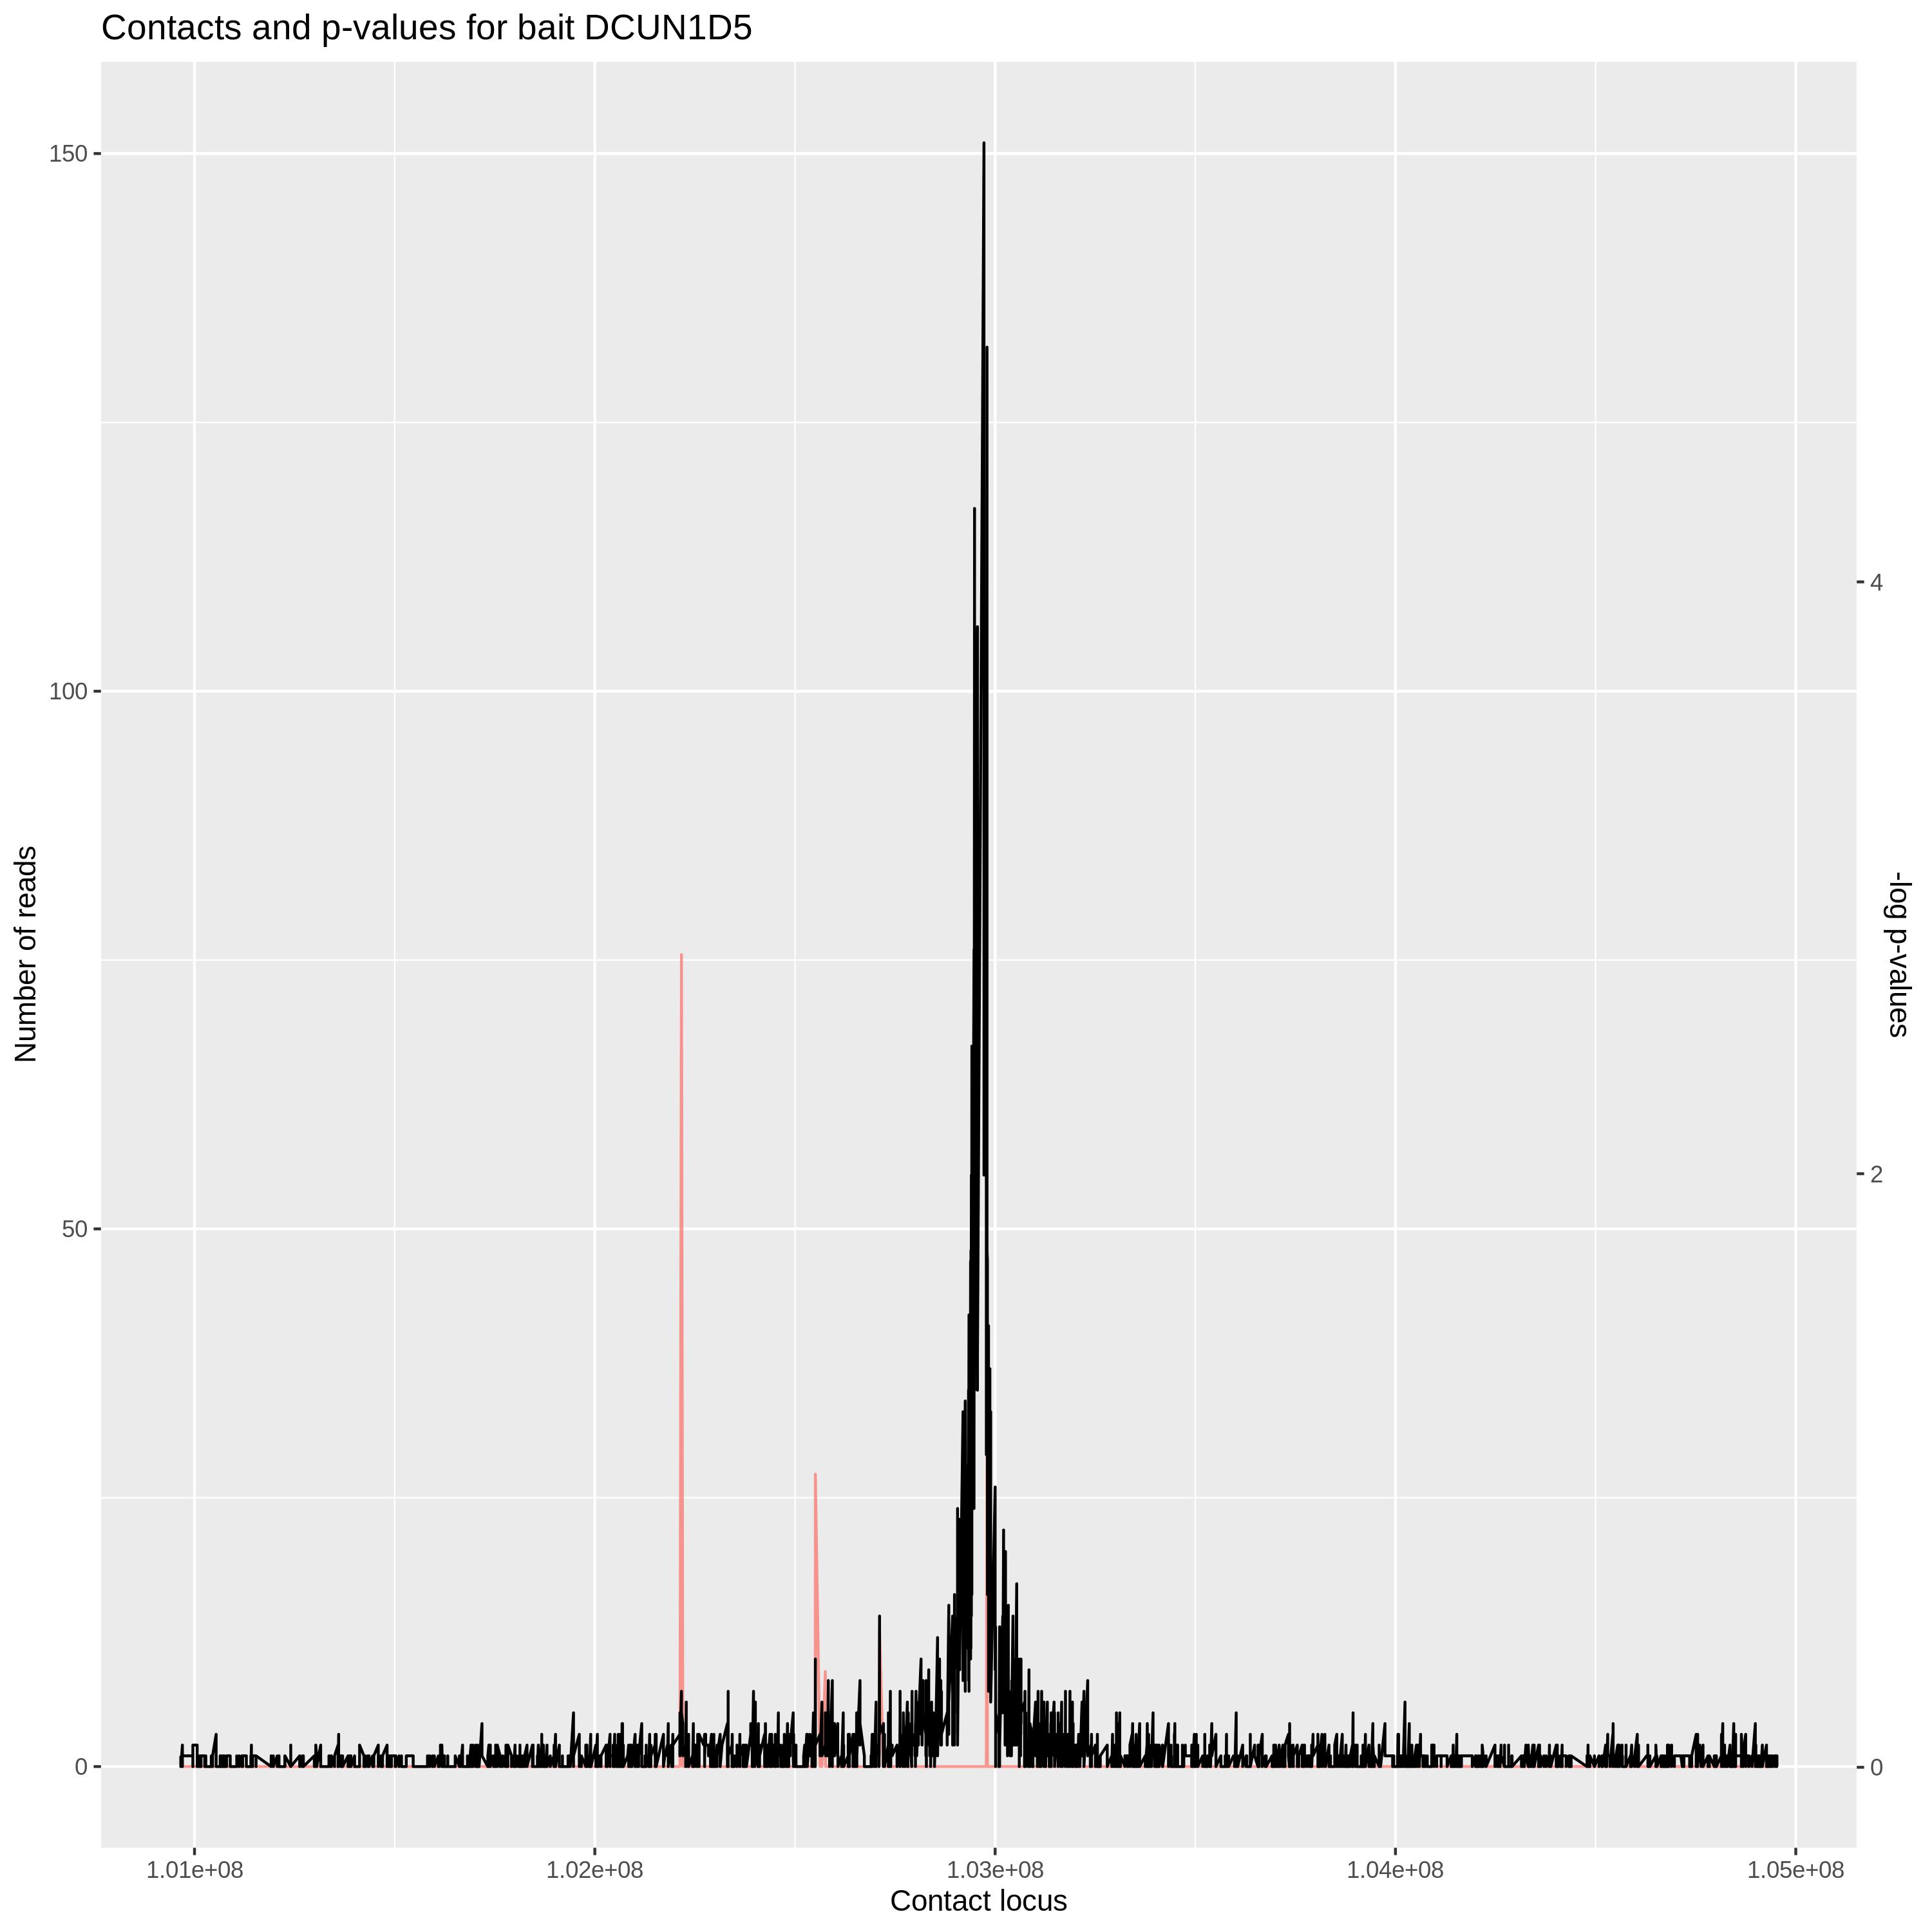 Contacts and p-values for bait DCUN1D5
150
100
50
0
Number of reads
4
2
0
-log p-values
1.01e+08 1.02e+08 1.03e+08 1.04e+08 1.05e+08
Contact locus